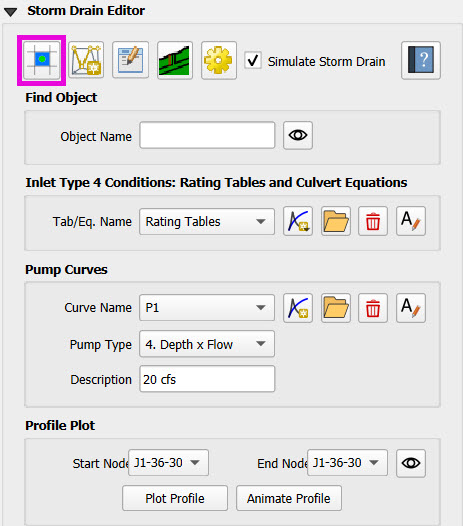 Storm Drain Editor
Simulate Storm Drain
Find Object
Object Name
Inlet Type 4 Conditions: Rating Tables and Culvert Equations
Tab/Eq. Name Rating Tables
Pump Curves
Curve Name P1
Pump Type 4. Depth x Flow
Description 20 cfs
Profile Plot
Start Node J1-36-30 End Node J1-36-30
Plot Profile Animate Profile